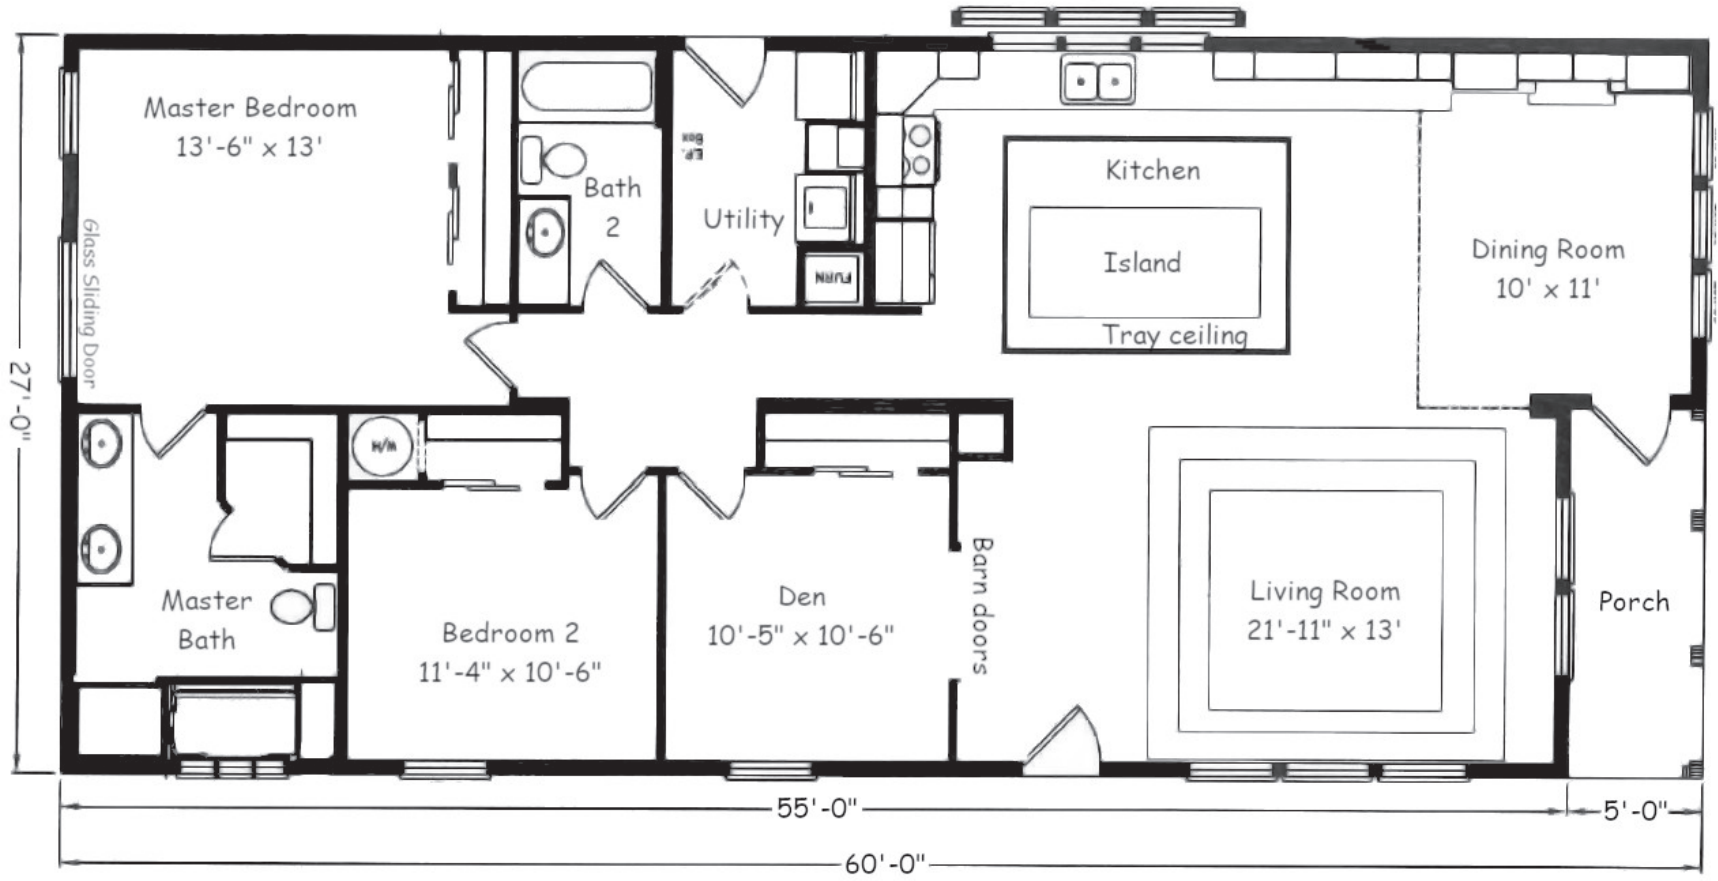 Master Bedroom
13'-6" x 13'
Glass Sliding Door
Bath
2
E.P.
Box
Utility
FURN
Kitchen
Island
Tray ceiling
Dining Room
10' x 11'
27'-0"
W/H
Master
Bath
Bedroom 2
11'-4" x 10'-6"
Den
10'-5" x 10'-6"
Barn doors
Living Room
21'-11" x 13'
Porch
55'-0"
5'-0"
60'-0"